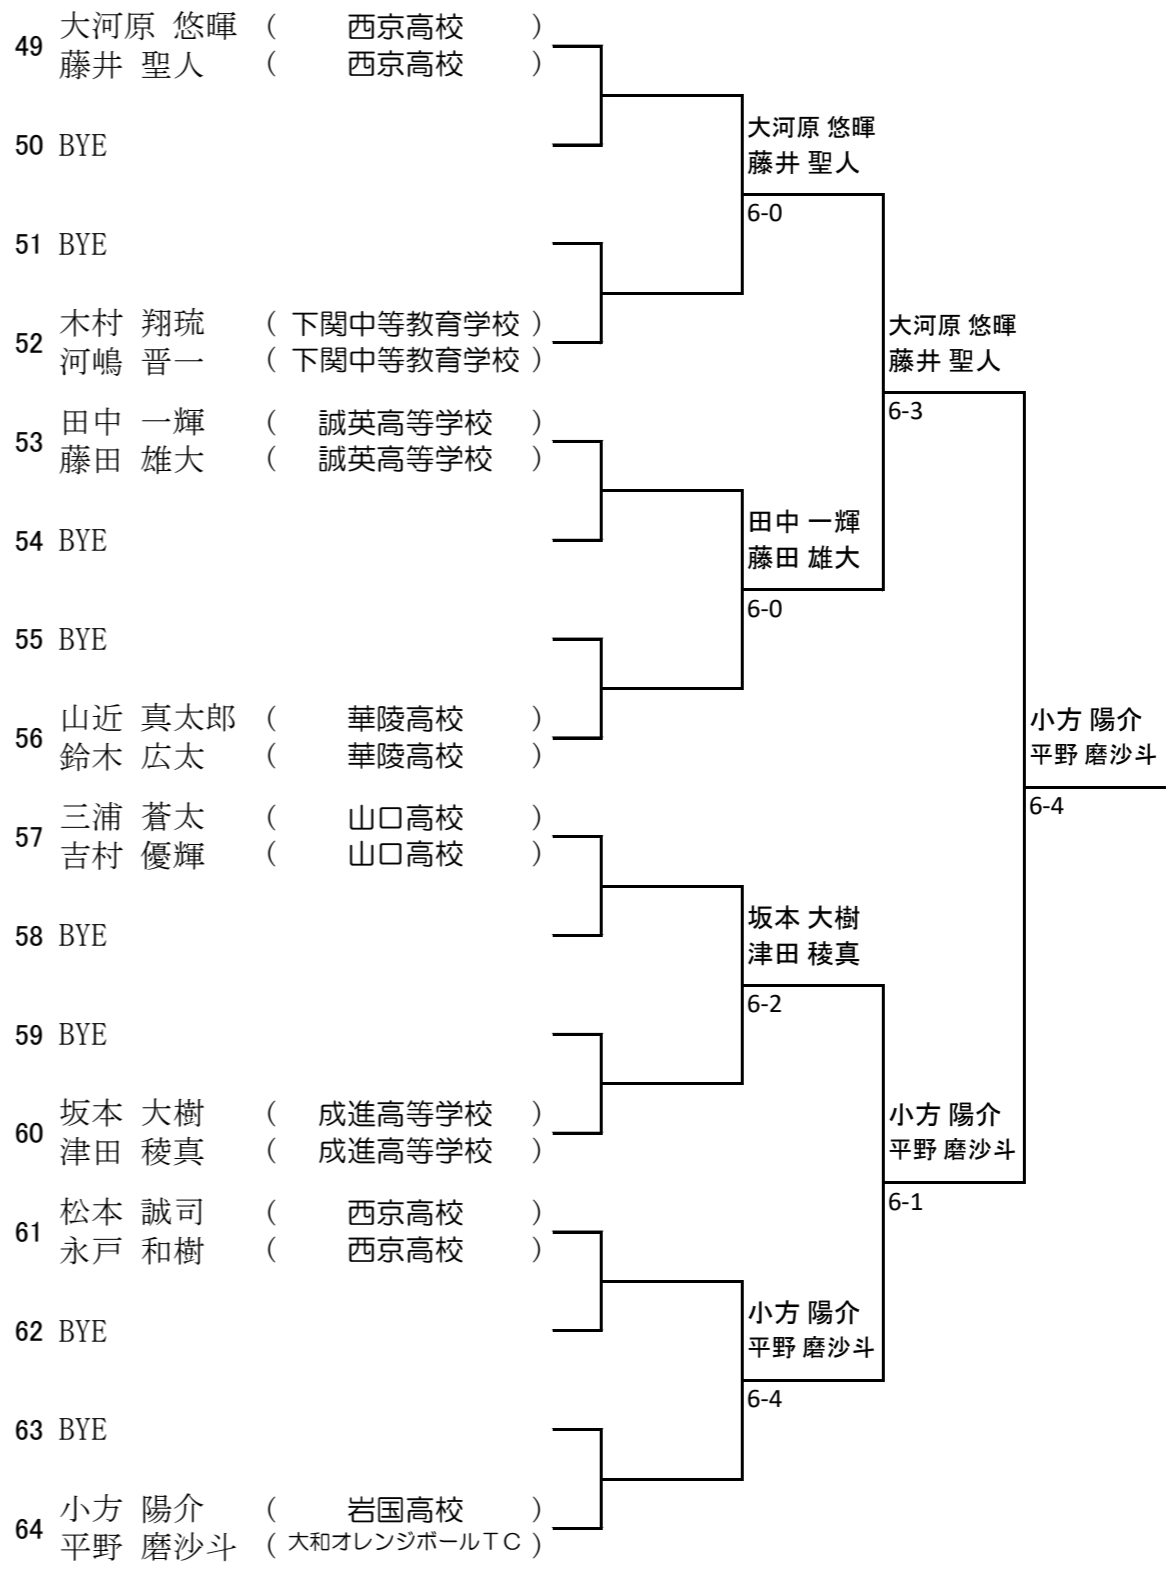 49 大河原 悠暉 ( 西京高校 )
藤井 聖人 ( 西京高校 )
50 BYE
51 BYE
52 木村 翔琉 ( 下関中等教育学校 )
河嶋 晋一 ( 下関中等教育学校 )
53 田中 一輝 ( 誠英高等学校 )
藤田 雄大 ( 誠英高等学校 )
54 BYE
55 BYE
56 山近 真太郎 ( 華陵高校 )
鈴木 広太 ( 華陵高校 )
57 三浦 蒼太 ( 山口高校 )
吉村 優輝 ( 山口高校 )
58 BYE
59 BYE
60 坂本 大樹 ( 成進高等学校 )
津田 稜真 ( 成進高等学校 )
61 松本 誠司 ( 西京高校 )
永戸 和樹 ( 西京高校 )
62 BYE
63 BYE
64 小方 陽介 ( 岩国高校 )
平野 磨沙斗 ( 大和オレンジボールＴＣ )
大河原 悠暉
藤井 聖人
6-0
田中 一輝
藤田 雄大
6-0
坂本 大樹
津田 稜真
6-2
小方 陽介
平野 磨沙斗
6-4
大河原 悠暉
藤井 聖人
6-3
小方 陽介
平野 磨沙斗
6-1
小方 陽介
平野 磨沙斗
6-4